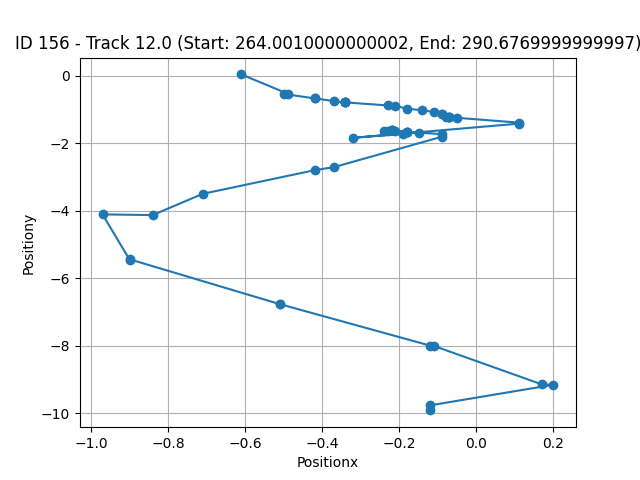 ID 156 - Track 12.0 (Start: 264.0010000000002, End: 290.6769999999997)
0
−2
−4
−6
−8
−10
Positiony
−1.0 −0.8 −0.6 −0.4 −0.2 0.0 0.2
Positionx